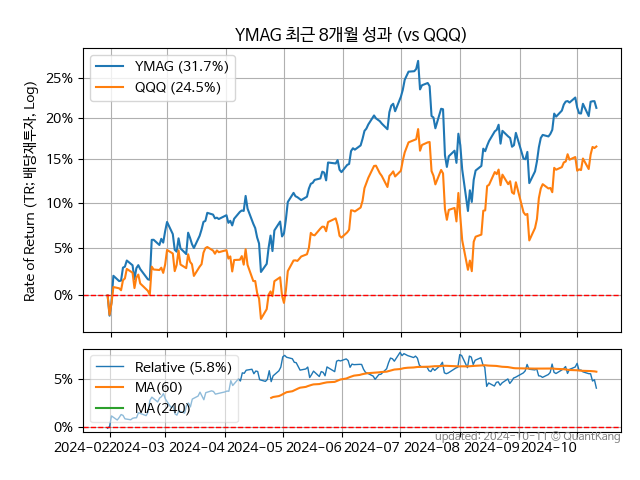 YMAG 최근 8개월 성과 (vs QQQ)
Rate of Return (TR: 배당재투자, Log)
25%
20%
15%
10%
5%
0%
YMAG (31.7%)
QQQ (24.5%)
5%
0%
Relative (5.8%)
MA(60)
MA(240)
2024-02 2024-03 2024-04 2024-05 2024-06 2024-07 2024-08 2024-09 2024-10
updated: 2024-10-11 © QuantKang